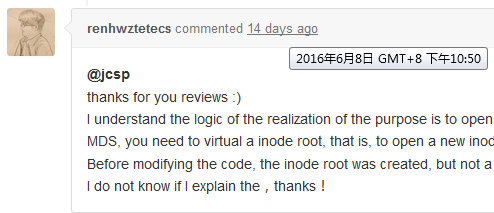 renhwztetecs commented 14 days ago
2016年6月8日 GMT+8 下午10:50
@jcsp
thanks for you reviews :)
I understand the logic of the realization of the purpose is to open
MDS, you need to virtual a inode root, that is, to open a new inod
Before modifying the code, the inode root was created, but not a
I do not know if I explain the , thanks !